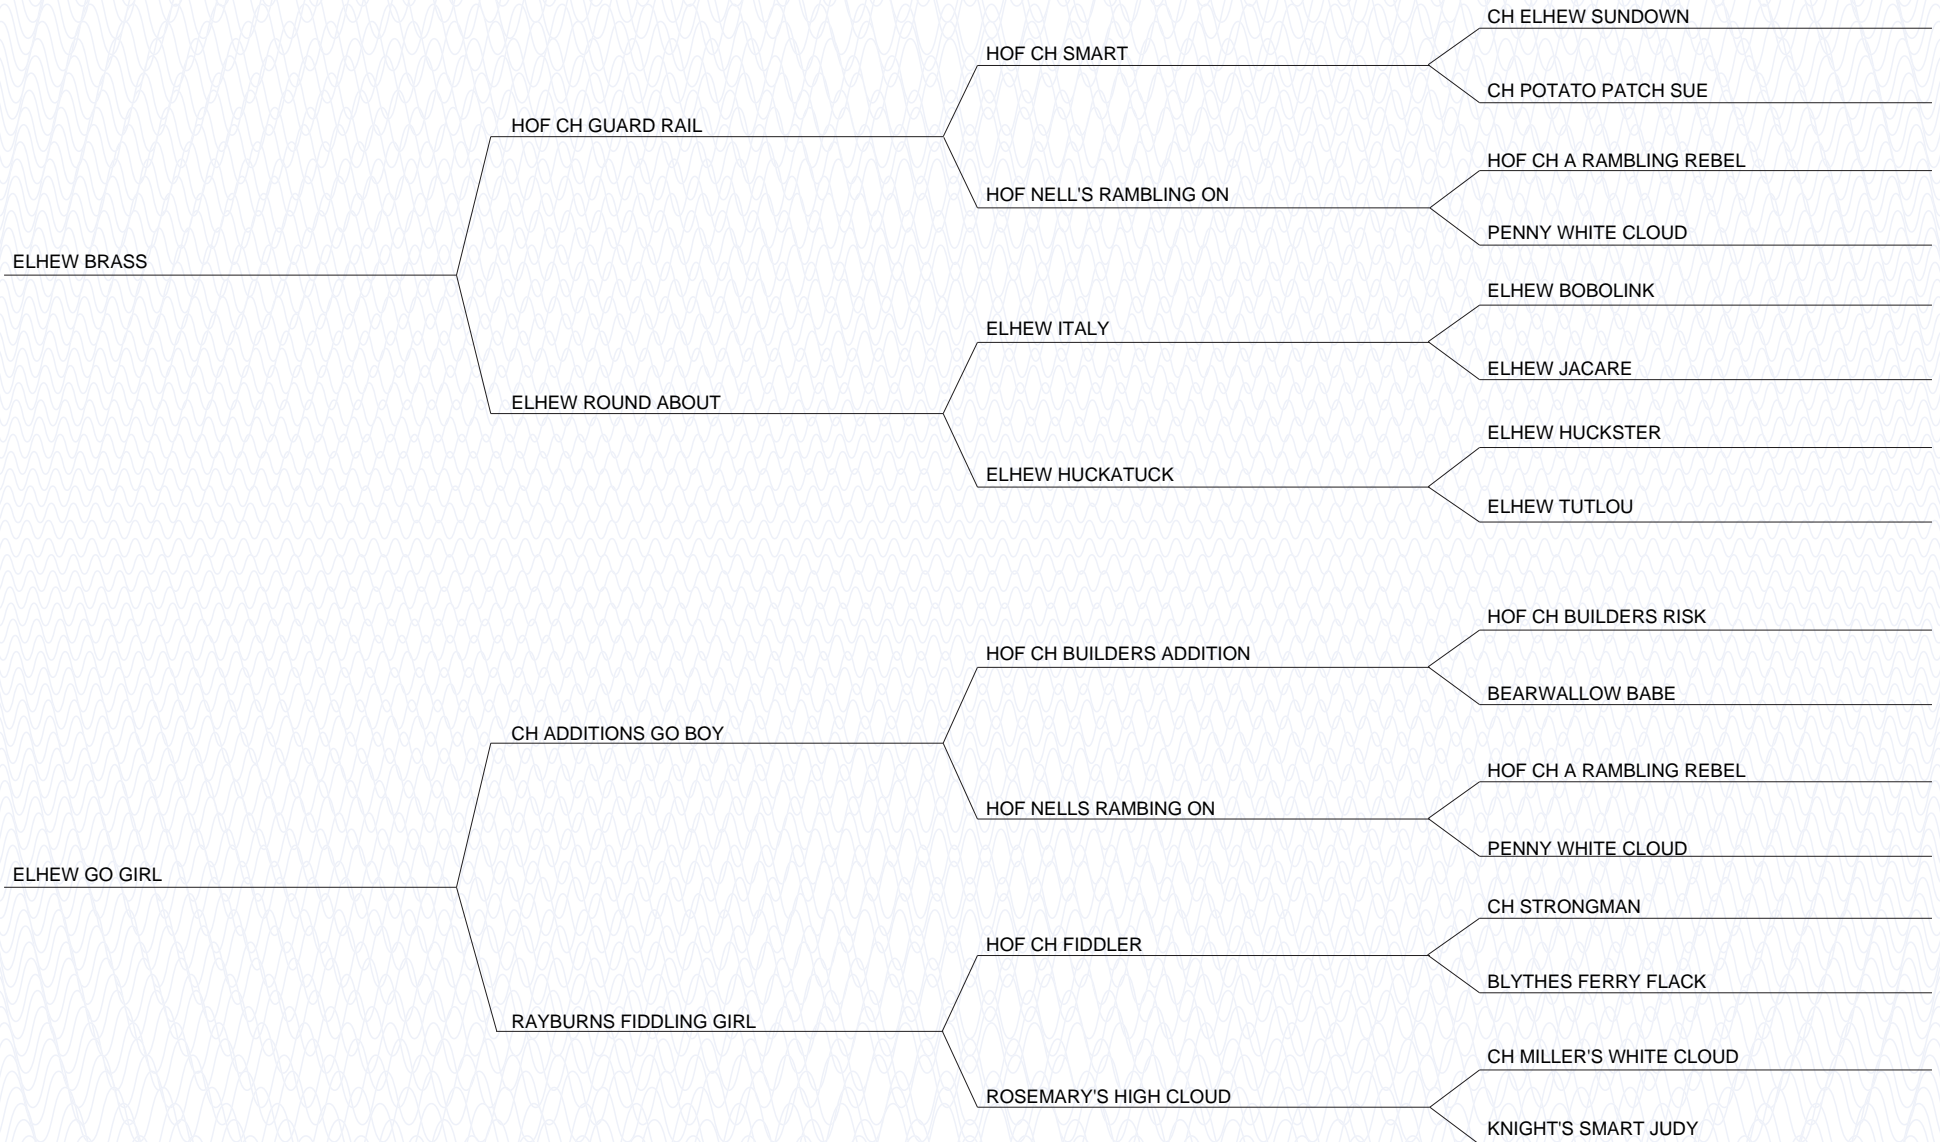 CH ELHEW SUNDOWN
HOF CH SMART
CH POTATO PATCH SUE
HOF CH GUARD RAIL
HOF CH A RAMBLING REBEL
HOF NELL'S RAMBLING ON
PENNY WHITE CLOUD
ELHEW BRASS
ELHEW BOBOLINK
ELHEW ITALY
ELHEW JACARE
ELHEW ROUND ABOUT
ELHEW HUCKSTER
ELHEW HUCKATUCK
ELHEW TUTLOU
HOF CH BUILDERS RISK
HOF CH BUILDERS ADDITION
BEARWALLOW BABE
CH ADDITIONS GO BOY
HOF CH A RAMBLING REBEL
HOF NELLS RAMBING ON
PENNY WHITE CLOUD
ELHEW GO GIRL
CH STRONGMAN
HOF CH FIDDLER
BLYTHES FERRY FLACK
RAYBURNS FIDDLING GIRL
CH MILLER'S WHITE CLOUD
ROSEMARY'S HIGH CLOUD
KNIGHT'S SMART JUDY